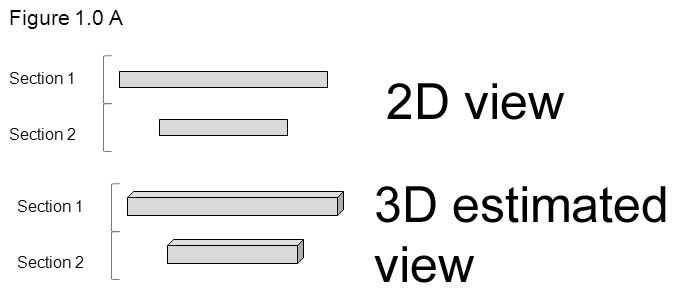 Figure 1.0 A
Section 1
2D view
Section 2
Section 1
3D estimated
view
Section 2